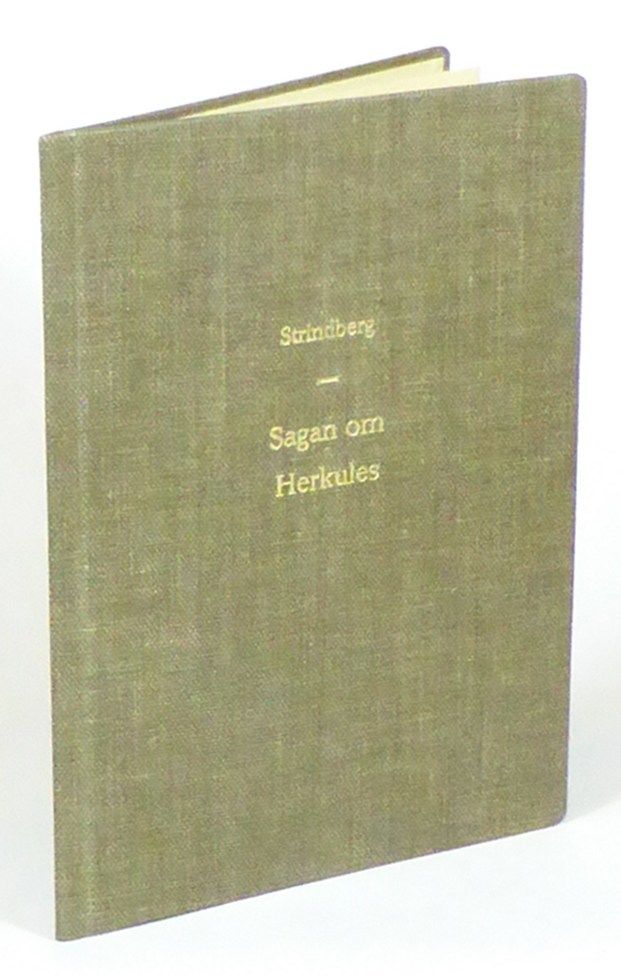 Strindberg
—
Sagan om
Herkules